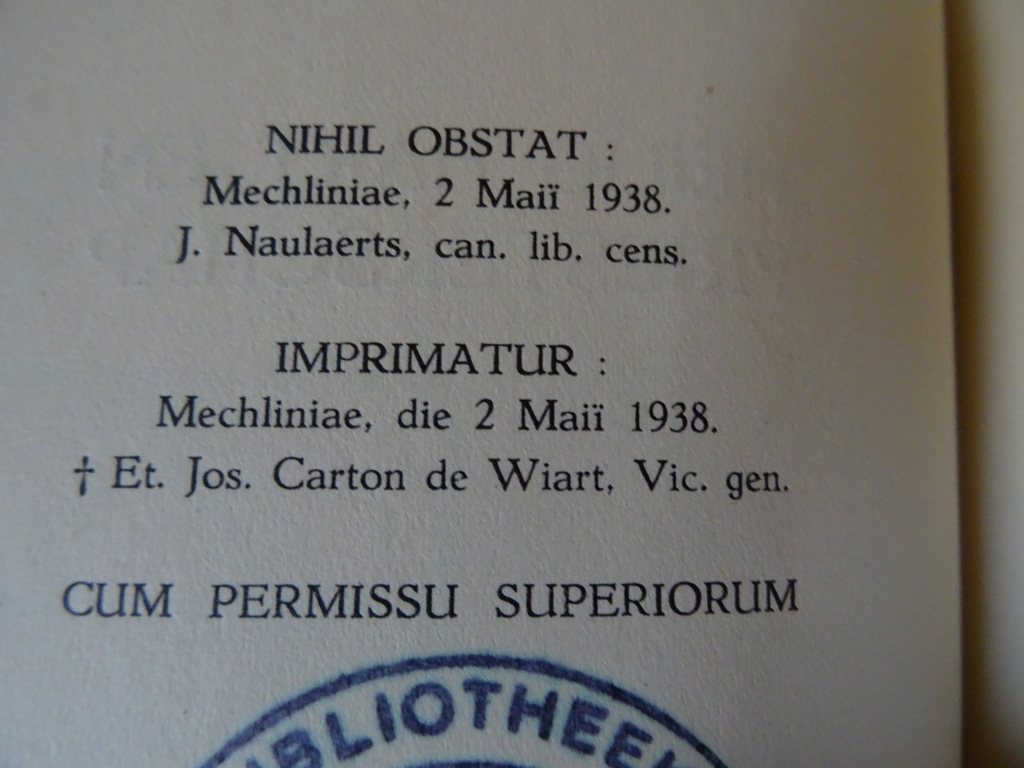 NIHIL OBSTAT :
Mechliniae, 2 Maiï 1938.
J. Naulaerts, can. lib. cens.
IMPRIMATUR :
Mechliniae, die 2 Maiï 1938.
† Et. Jos. Carton de Wiart, Vic. gen.
CUM PERMISSU SUPERIORUM
BIBLIOTHEEK